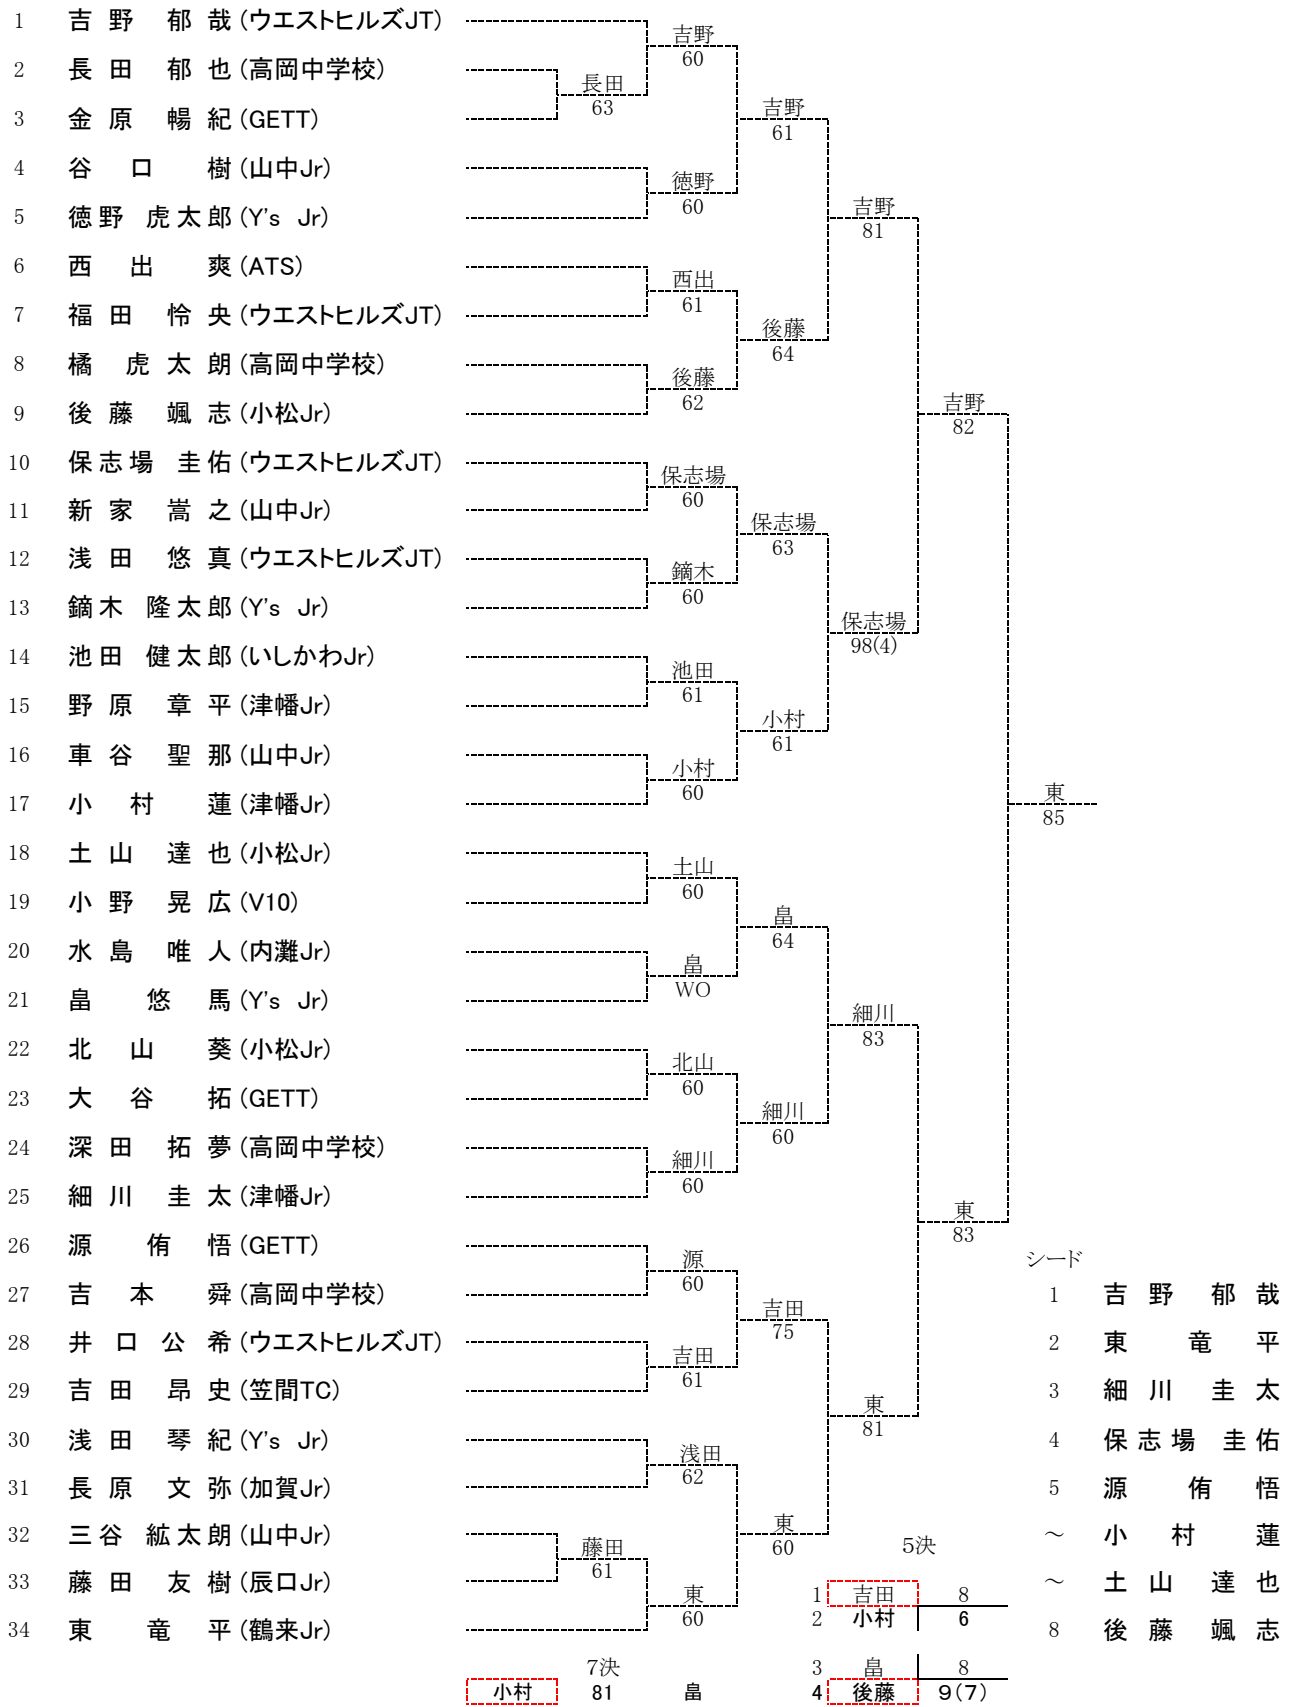 1 吉野 郁哉 (ウエストヒルズJT)
吉野
60
2 長田 郁也 (高岡中学校)
長田
63
3 金原 暢紀 (GETT)
吉野
61
4 谷口 樹 (山中Jr)
徳野
60
5 徳野 虎太郎 (Y's Jr)
吉野
81
6 西出 爽 (ATS)
西出
61
7 福田 怜央 (ウエストヒルズJT)
後藤
64
8 橘 虎太朗 (高岡中学校)
後藤
62
9 後藤 颯志 (小松Jr)
吉野
82
10 保志場 圭佑 (ウエストヒルズJT)
保志場
60
11 新家 嵩之 (山中Jr)
保志場
63
12 浅田 悠真 (ウエストヒルズJT)
鏑木
60
13 鏑木 隆太郎 (Y's Jr)
保志場
98(4)
14 池田 健太郎 (いしかわJr)
池田
61
15 野原 章平 (津幡Jr)
小村
61
16 車谷 聖那 (山中Jr)
小村
60
17 小村 蓮 (津幡Jr)
東
85
18 土山 達也 (小松Jr)
土山
60
19 小野 晃広 (V10)
畠
64
20 水島 唯人 (内灘Jr)
畠
WO
21 畠 悠馬 (Y's Jr)
細川
83
22 北山 葵 (小松Jr)
北山
60
23 大谷 拓 (GETT)
細川
60
24 深田 拓夢 (高岡中学校)
細川
60
25 細川 圭太 (津幡Jr)
東
83
26 源 侑悟 (GETT)
源
60
27 吉本 舜 (高岡中学校)
吉田
75
28 井口 公希 (ウエストヒルズJT)
吉田
61
29 吉田 昂史 (笠間TC)
東
81
30 浅田 琴紀 (Y's Jr)
浅田
62
31 長原 文弥 (加賀Jr)
東
60
32 三谷 紘太朗 (山中Jr)
藤田
61
33 藤田 友樹 (辰口Jr)
東
60
34 東 竜平 (鶴来Jr)
シード
1 吉野 郁哉
2 東 竜平
3 細川 圭太
4 保志場 圭佑
5 源 侑悟
～ 小村 蓮
～ 土山 達也
8 後藤 颯志
5決
1 吉田 8
2 小村 6
3 畠 8
4 後藤 9(7)
7決
小村 81 畠